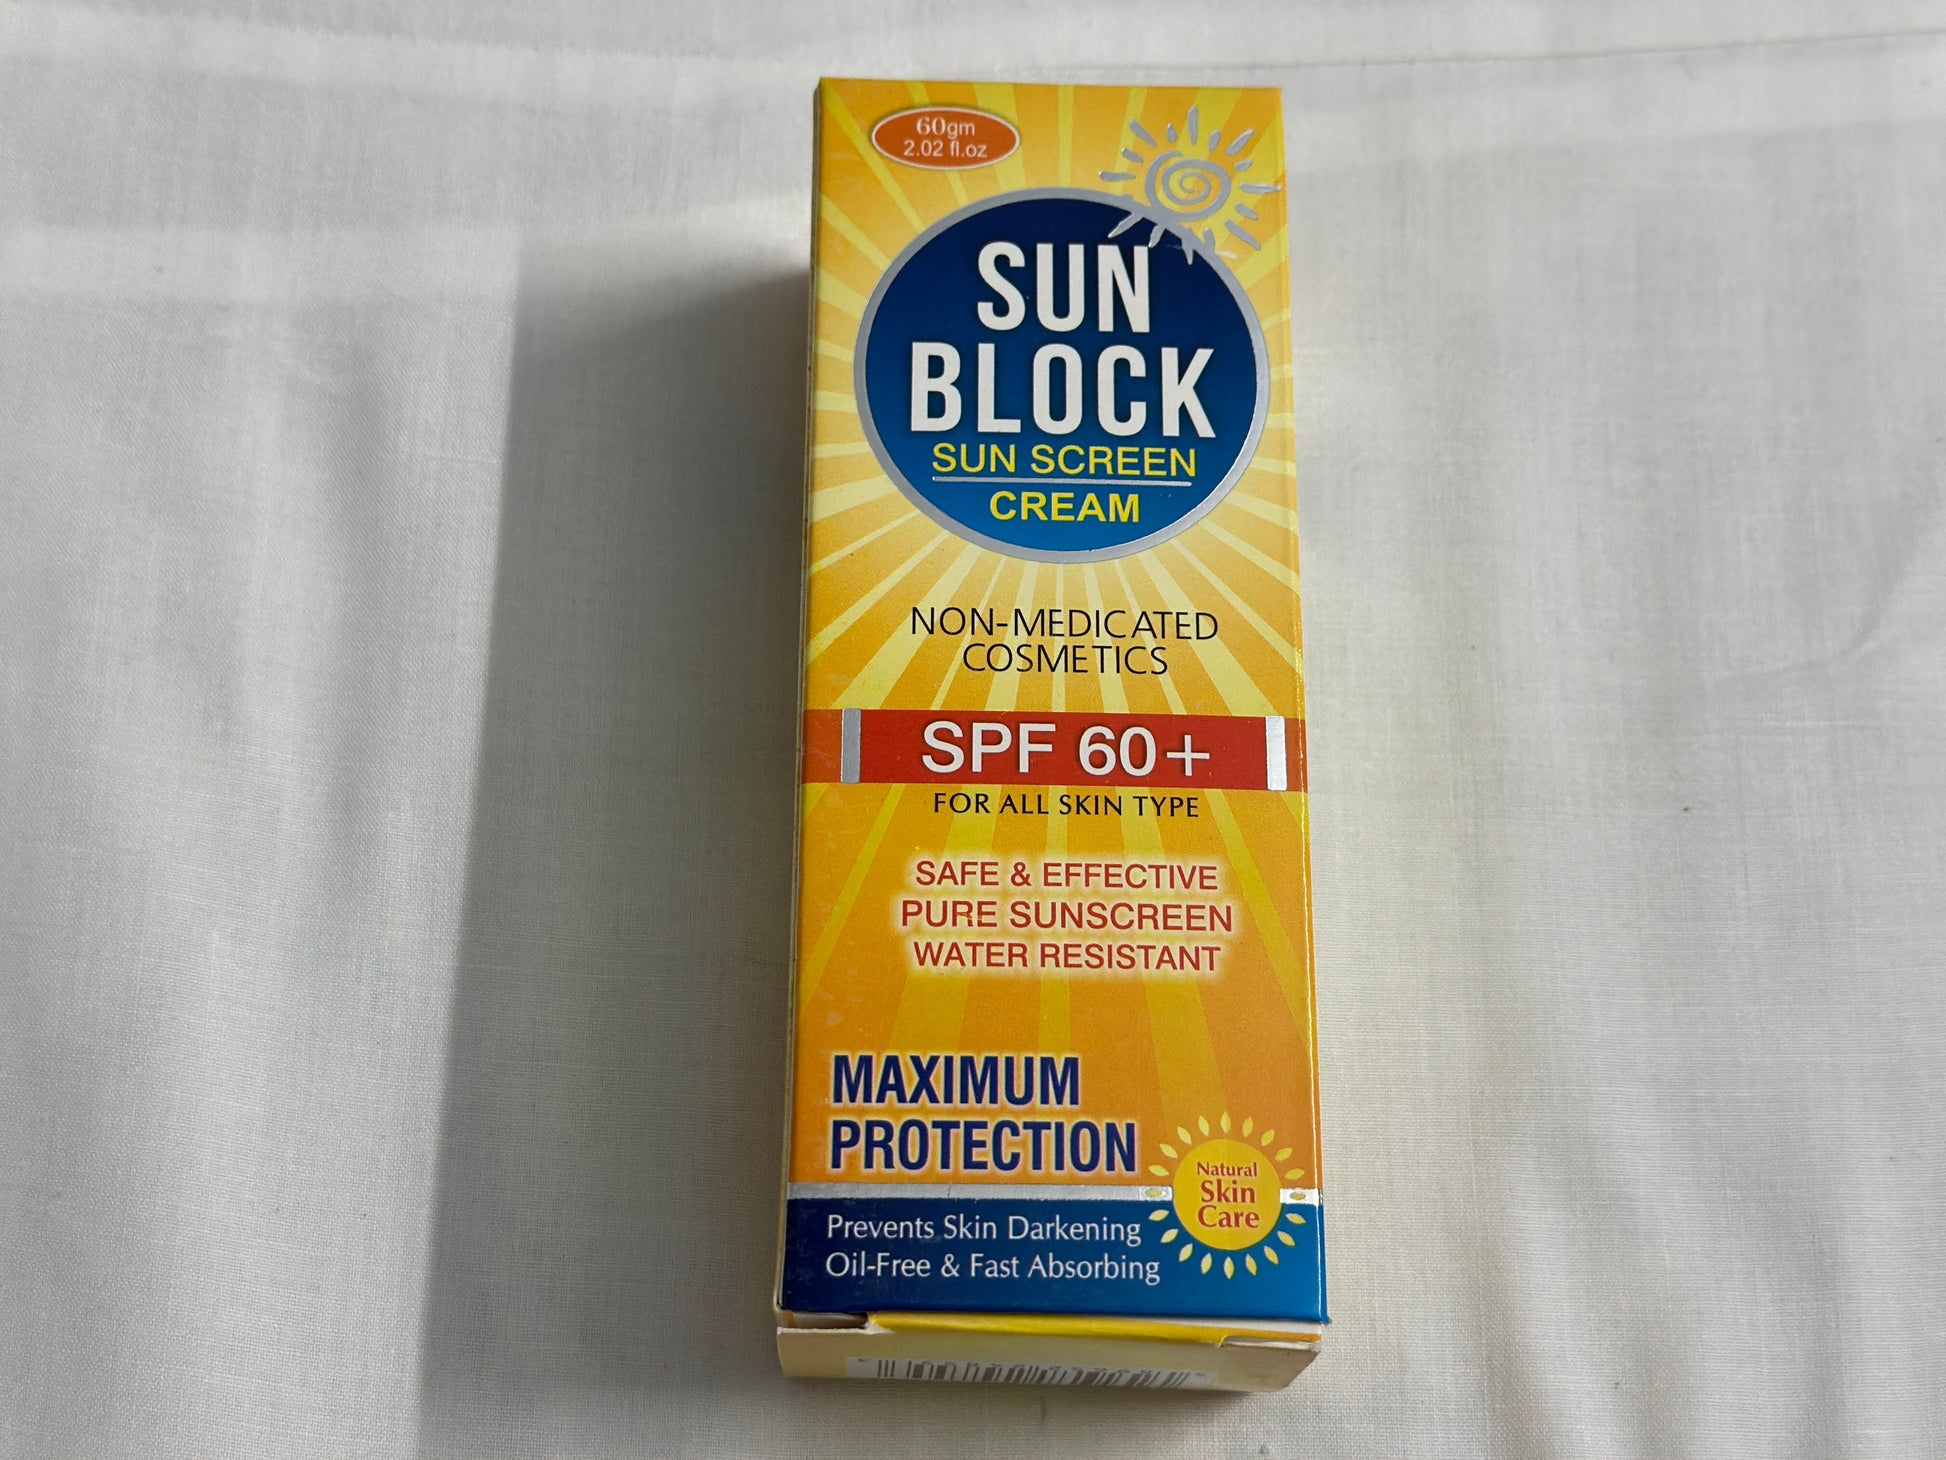 60gm
2.02 fl.oz
SUN
BLOCK
SUN SCREEN
CREAM
NON-MEDICATED
COSMETICS
SPF 60+
FOR ALL SKIN TYPE
SAFE & EFFECTIVE
PURE SUNSCREEN
WATER RESISTANT
MAXIMUM
PROTECTION
Natural
Skin
Care
Prevents Skin Darkening
Oil-Free & Fast Absorbing